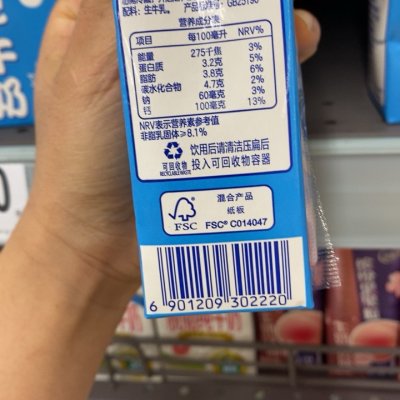 配料：生牛乳。
GB25190
营养成分表
项目 每100毫升 NRV%
能量 275千焦 3%
蛋白质 3.2克 5%
脂肪 3.8克 6%
碳水化合物 4.7克 2%
钠 60毫克 3%
钙 100毫克 13%
NRV表示营养素参考值
非脂乳固体≥8.1%
可回收物
RECYCLABLE WASTE
饮用后请清洁压扁后
投入可回收物容器
FSC
混合产品
纸板
FSC® C014047
6 901209 302220
奶
0